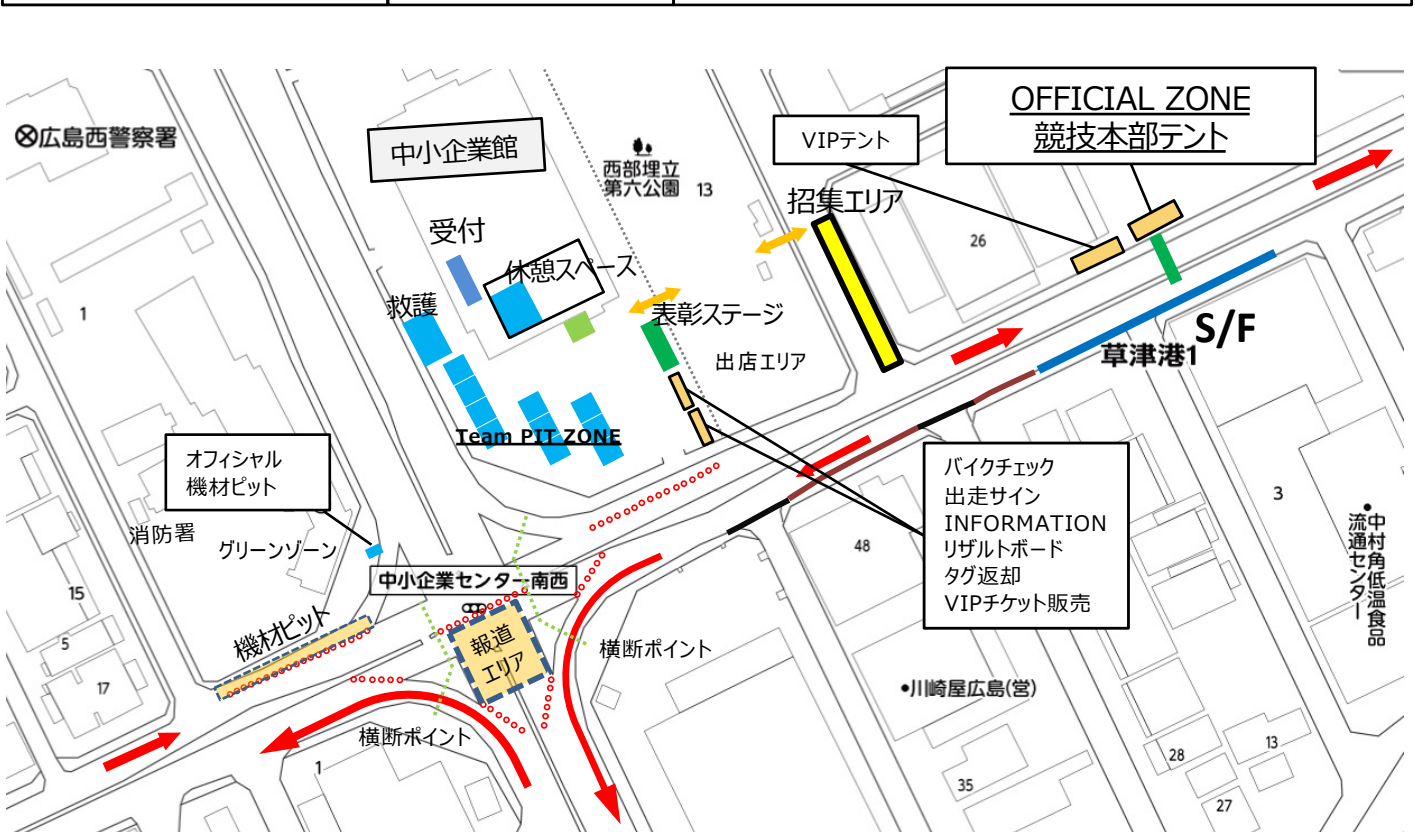 OFFICIAL ZONE
競技本部テント
VIPテント
広島西警察署
中小企業館
西部埋立
第六公園
13
招集エリア
26
受付
休憩スペース
救護
表彰ステージ
出店エリア
1
S/F
草津港1
Team PIT ZONE
オフィシャル
機材ピット
バイクチェック
出走サイン
INFORMATION
リザルトボード
タグ返却
VIPチケット販売
3
中村角低温食品
流通センター
消防署
グリーンゾーン
48
中小企業センター南西
15
5
17
機材ピット
報道
エリア
横断ポイント
川崎屋広島(営)
横断ポイント
1
28
13
35
27